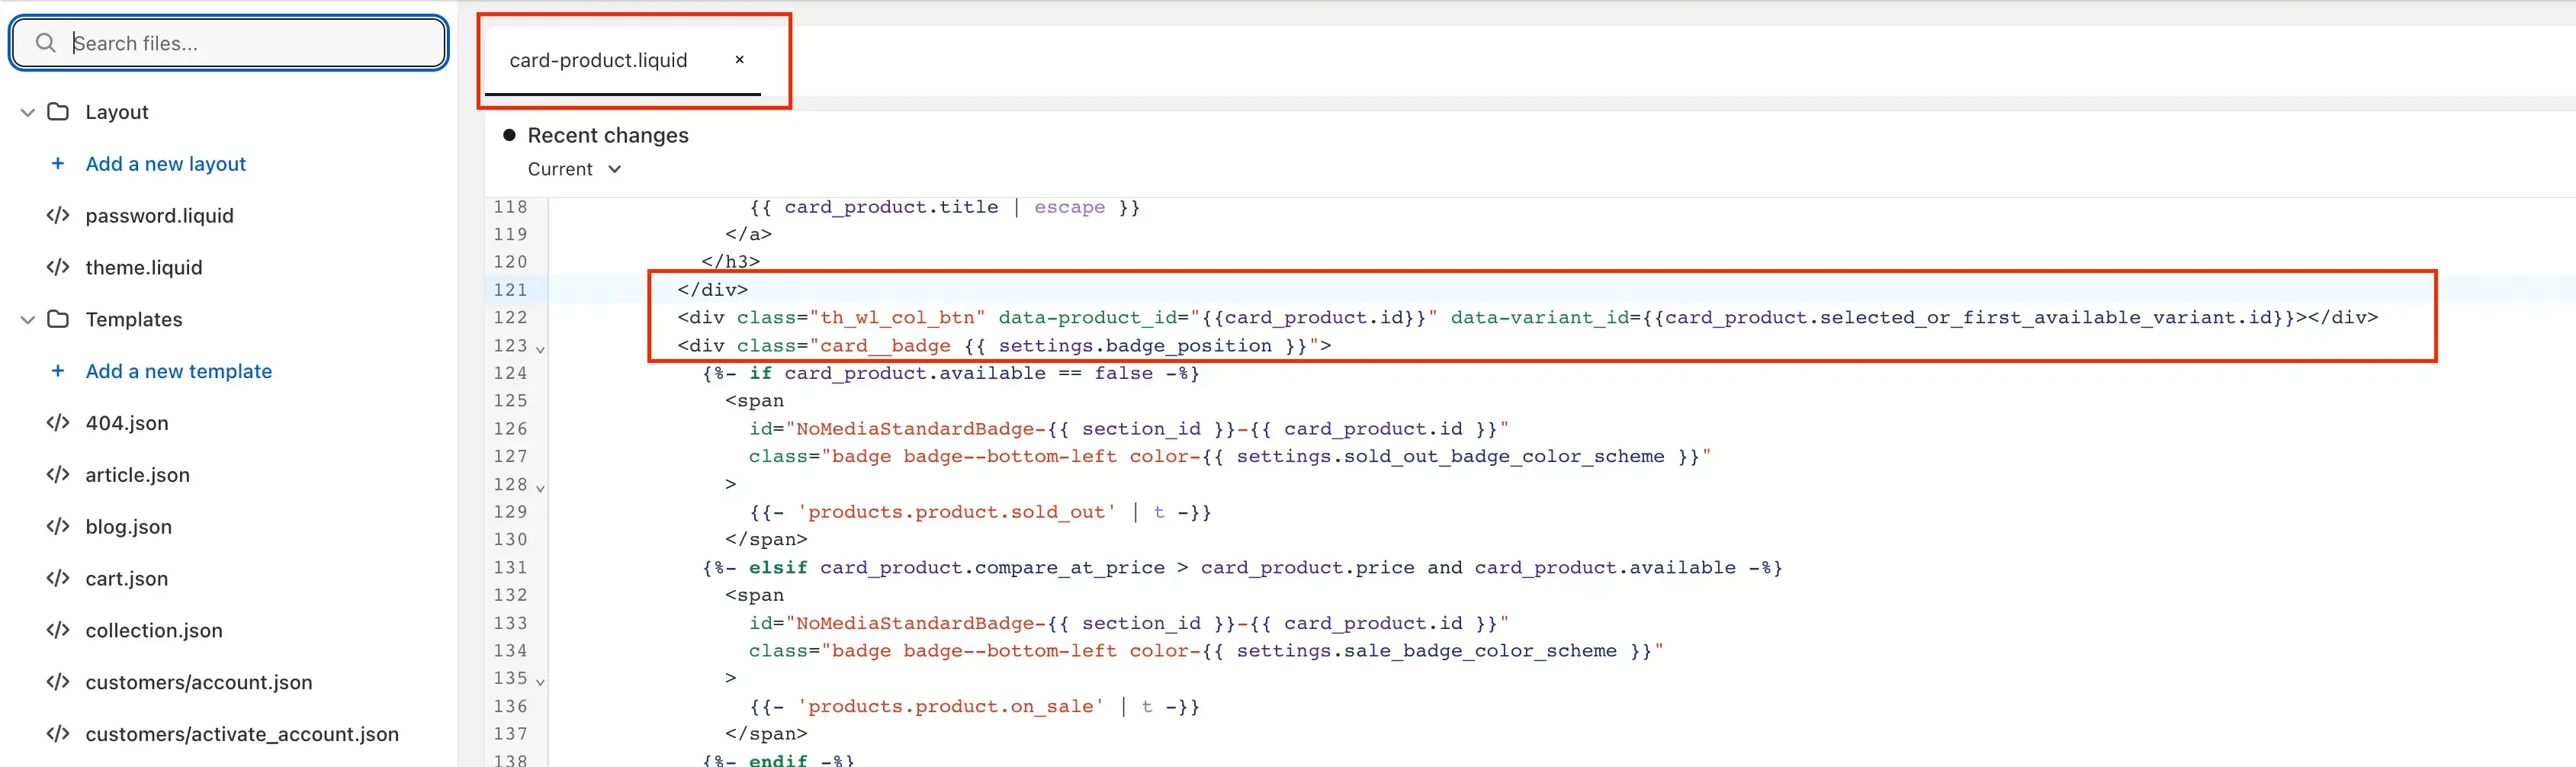 Search files...
Layout
Add a new layout
password.liquid
theme.liquid
Templates
Add a new template
404.json
article.json
blog.json
cart.json
collection.json
customers/account.json
customers/activate_account.json
card-product.liquid ×
Recent changes
Current
118 {{ card_product.title | escape }}
119 </a>
120 </h3>
121 </div>
122 <div class="th_wl_col_btn" data-product_id="{{card_product.id}}" data-variant_id={{card_product.selected_or_first_available_variant.id}}></div>
123 <div class="card__badge {{ settings.badge_position }}">
124 {%- if card_product.available == false -%}
125 <span
126 id="NoMediaStandardBadge-{{ section_id }}-{{ card_product.id }}"
127 class="badge badge--bottom-left color-{{ settings.sold_out_badge_color_scheme }}"
128 >
129 {{- 'products.product.sold_out' | t -}}
130 </span>
131 {%- elsif card_product.compare_at_price > card_product.price and card_product.available -%}
132 <span
133 id="NoMediaStandardBadge-{{ section_id }}-{{ card_product.id }}"
134 class="badge badge--bottom-left color-{{ settings.sale_badge_color_scheme }}"
135 >
136 {{- 'products.product.on_sale' | t -}}
137 </span>
138 {%- endif -%}